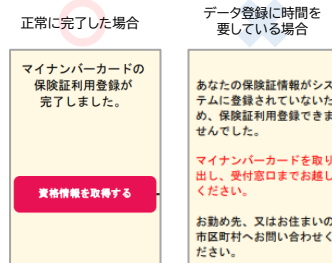 正常に完了した場合
データ登録に時間を
要している場合
マイナンバーカードの
保険証利用登録が
完了しました。
資格情報を取得する
あなたの保険証情報がシス
テムに登録されていないた
め、保険証利用登録できま
せんでした。
マイナンバーカードを取り
出し、受付窓口までお越し
ください。
お勤め先、又はお住まいの
市区町村へお問い合わせく
ださい。